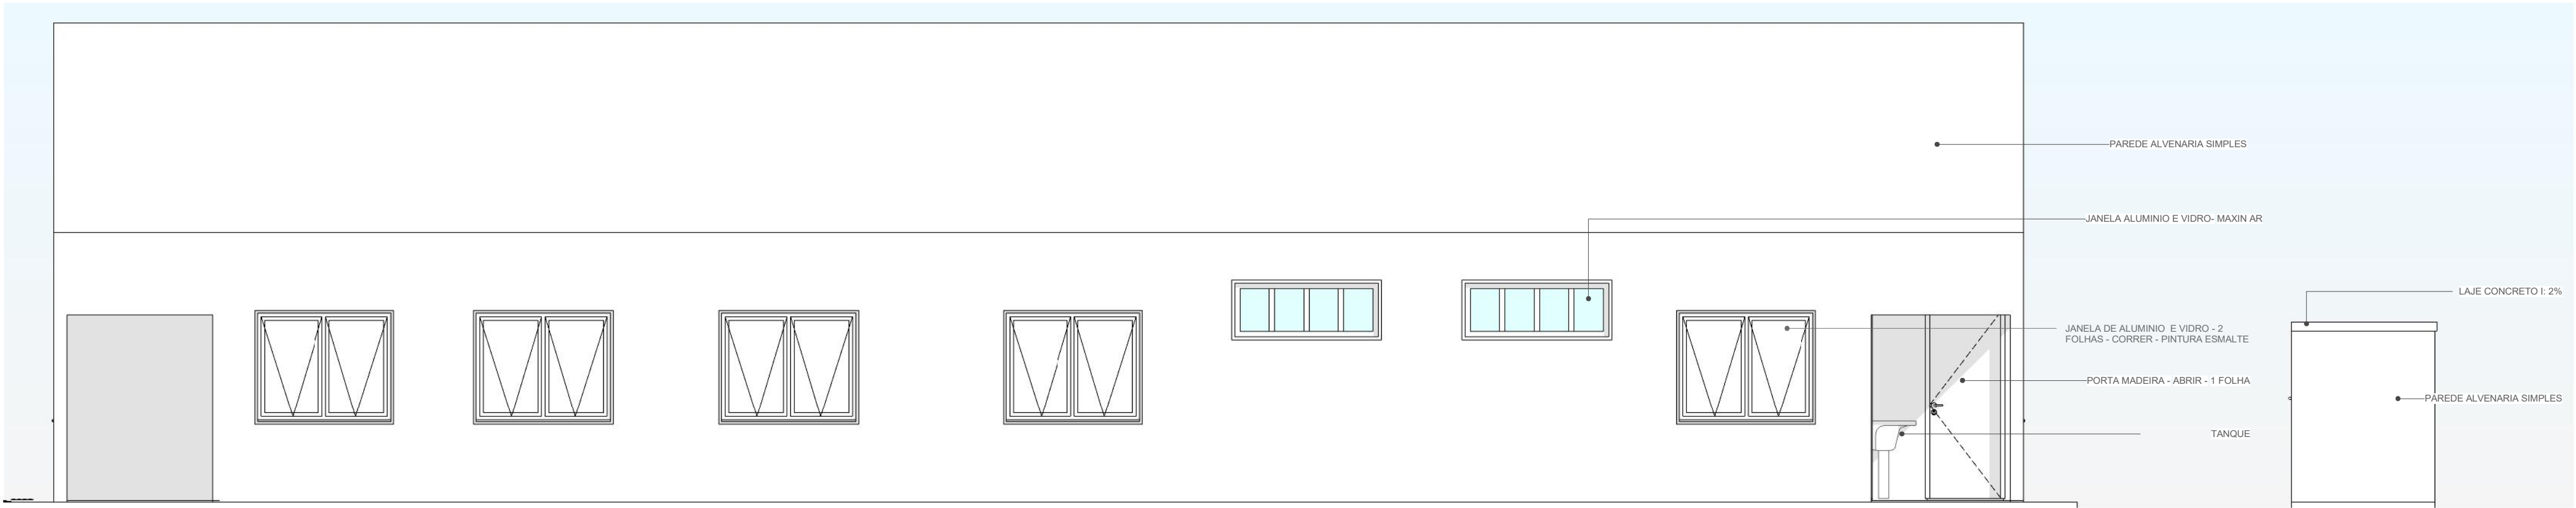 PAREDE ALVENARIA SIMPLES
JANELA ALUMINIO E VIDRO- MAXIN AR
LAJE CONCRETO I: 2%
JANELA DE ALUMINIO E VIDRO - 2
FOLHAS - CORRER - PINTURA ESMALTE
PORTA MADEIRA - ABRIR - 1 FOLHA
PAREDE ALVENARIA SIMPLES
TANQUE